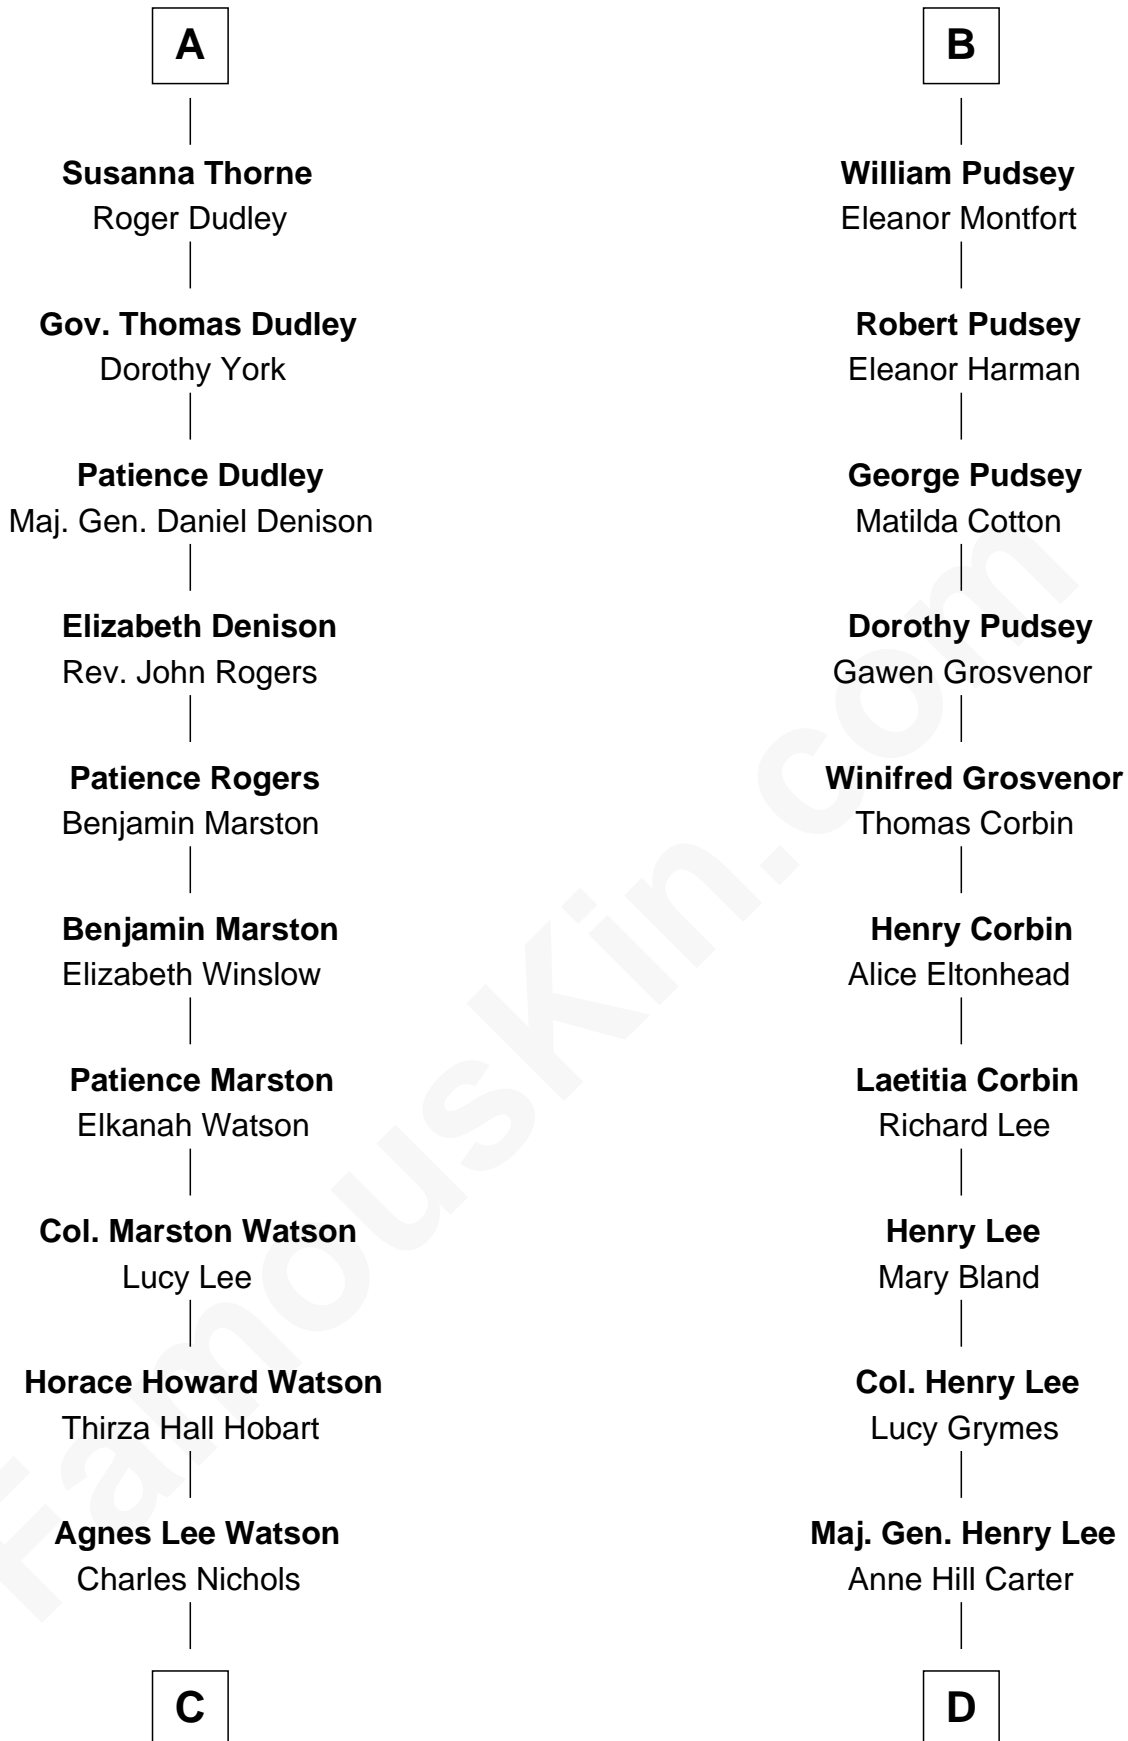 A
Susanna Thorne
Roger Dudley
Gov. Thomas Dudley
Dorothy York
Patience Dudley
Maj. Gen. Daniel Denison
Elizabeth Denison
Rev. John Rogers
Patience Rogers
Benjamin Marston
Benjamin Marston
Elizabeth Winslow
Patience Marston
Elkanah Watson
Col. Marston Watson
Lucy Lee
Horace Howard Watson
Thirza Hall Hobart
Agnes Lee Watson
Charles Nichols
C
B
William Pudsey
Eleanor Montfort
Robert Pudsey
Eleanor Harman
George Pudsey
Matilda Cotton
Dorothy Pudsey
Gawen Grosvenor
Winifred Grosvenor
Thomas Corbin
Henry Corbin
Alice Eltonhead
Laetitia Corbin
Richard Lee
Henry Lee
Mary Bland
Col. Henry Lee
Lucy Grymes
Maj. Gen. Henry Lee
Anne Hill Carter
D
FamousKin.com